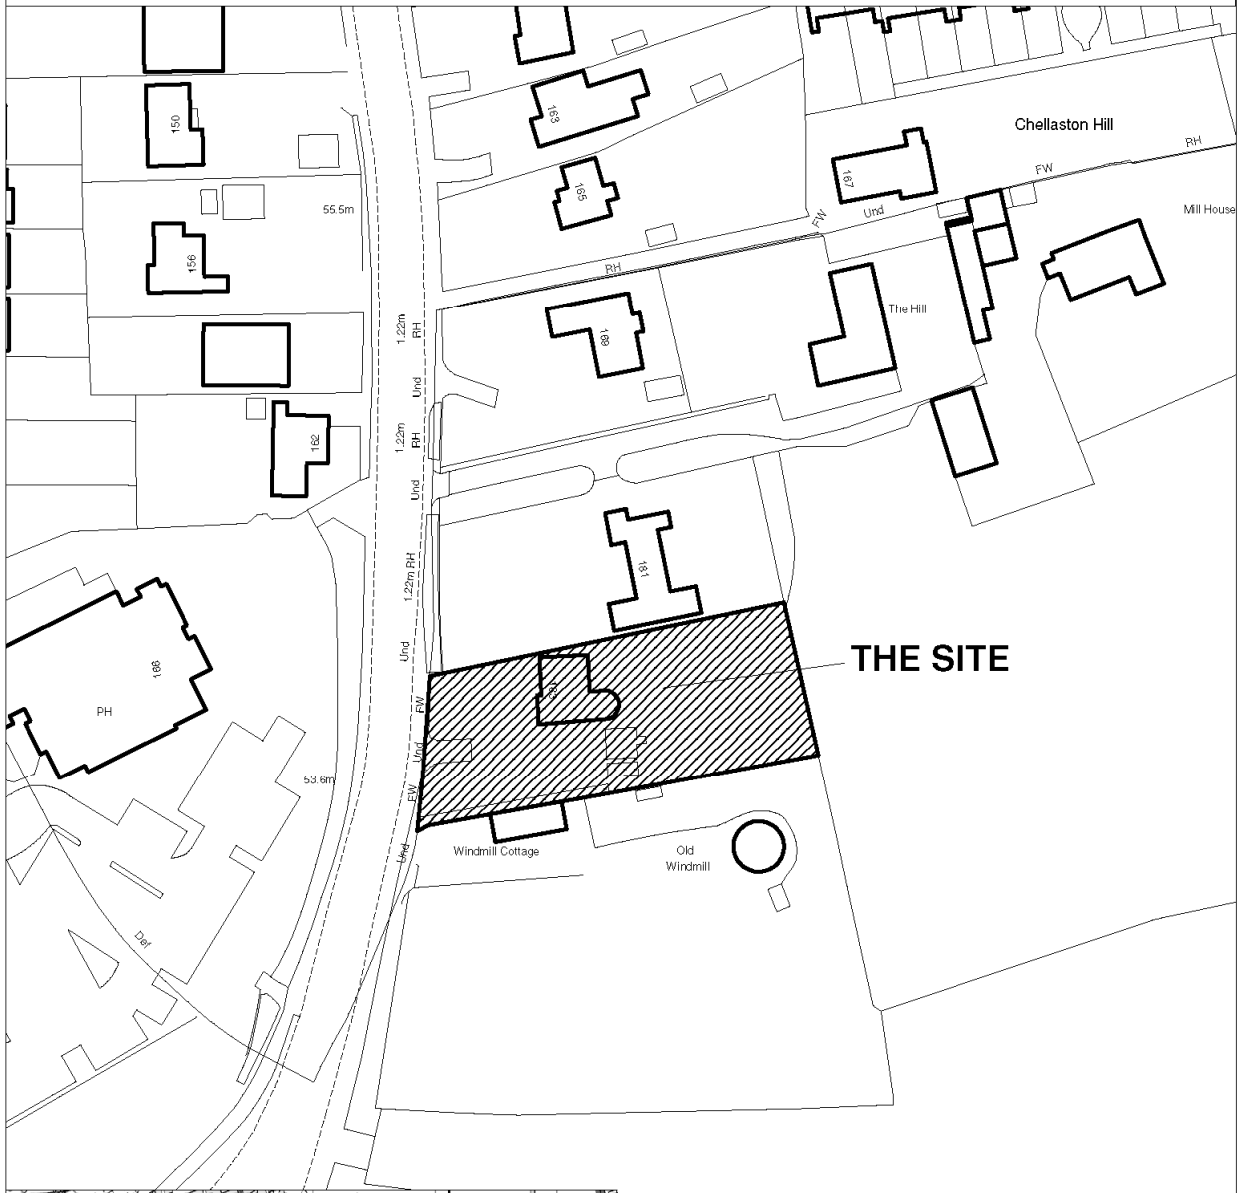 Chellaston Hill
RH
FW
Mill House
163
150
167
165
Und
FW
55.5m
156
RH
The Hill
1.22m
RH
169
Und
1.22m
RH
162
Und
1.22m RH
181
Und
THE SITE
166
FW
PH
Und
53.6m
FW
Und
Windmill Cottage
Old
Windmill
Def